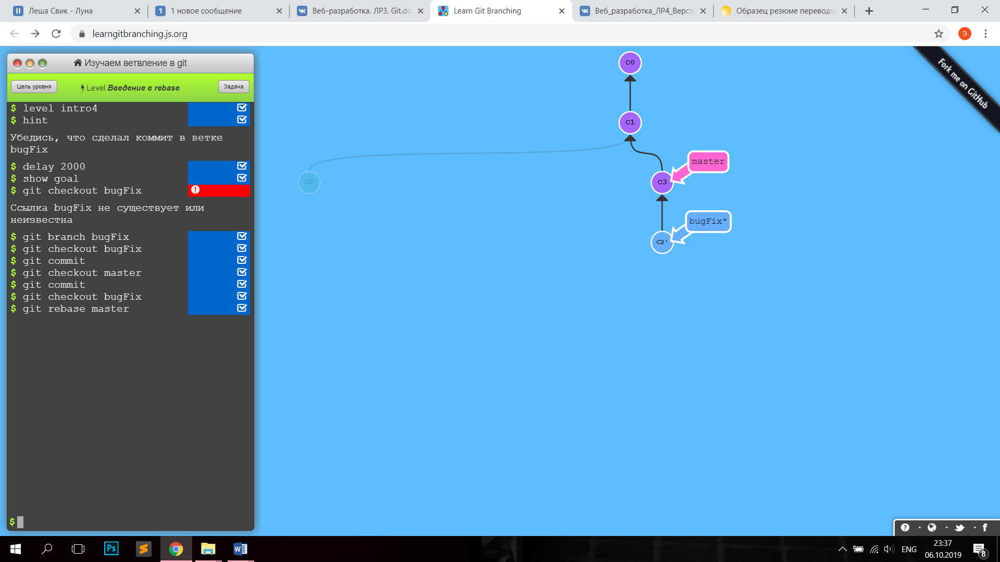 Леша Свик - Луна
1 1 новое сообщение
Веб-разработка. ЛР3. Git.do
Learn Git Branching
Веб_разработка_ЛР4_Верст
Образец резюме переводч
learngitbranching.js.org
Э
Изучаем ветвление в git
Цель уровня
Level Введение в rebase
Задача
$ level intro4
$ hint
Убедись, что сделал коммит в ветке
bugFix
$ delay 2000
$ show goal
$ git checkout bugFix
Ссылка bugFix не существует или
неизвестна
$ git branch bugFix
$ git checkout bugFix
$ git commit
$ git checkout master
$ git commit
$ git checkout bugFix
$ git rebase master
$
C0
C1
C2
master
C3
bugFix*
C2'
Fork me on GitHub
Ps
ENG
23:37
06.10.2019
8